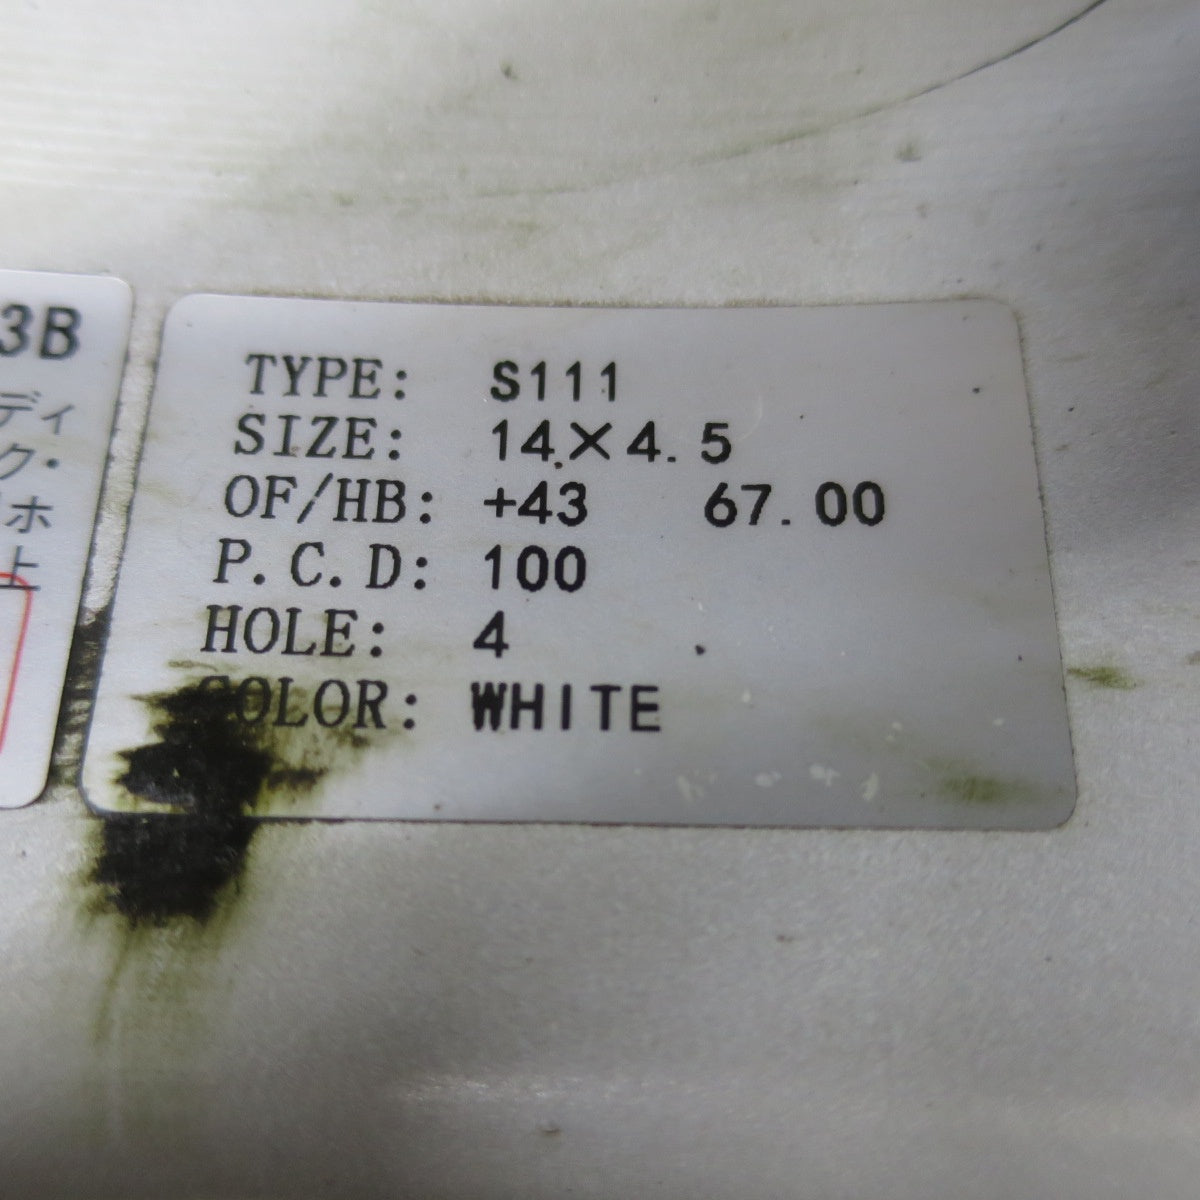 3B
ディ
ク・
ホ
上
TYPE: S111
SIZE: 14×4.5
OF/HB: +43 67.00
P.C.D: 100
HOLE: 4
COLOR: WHITE